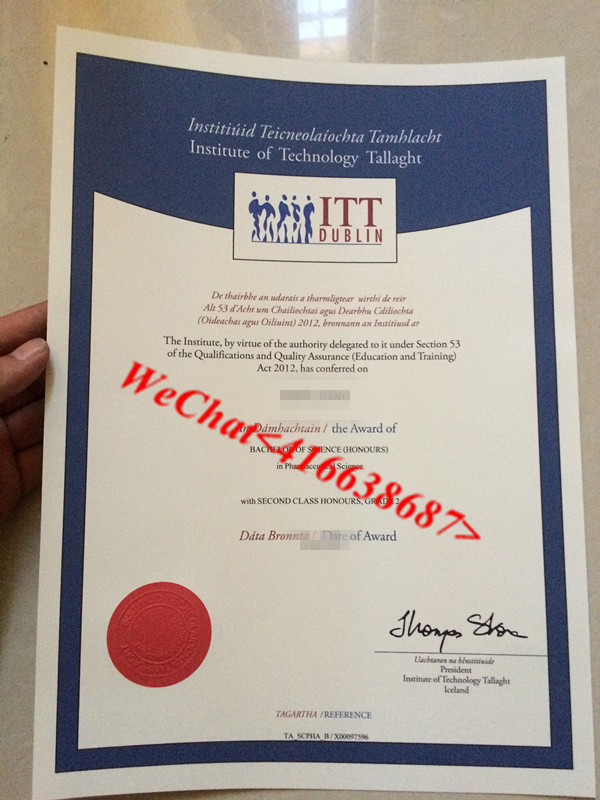 Institiúid Teicneolaíochta Tamhlacht
Institute of Technology Tallaght
ITT
DUBLIN
De thairbhe an udarais a tharmligtear uirthi de reir
Alt 53 d'Acht um Chailiochtai agus Dearbhu Cdiliochta
(Oideachas agus Oiliuint) 2012, bronnann an Institiusd ar
The Institute, by virtue of the authority delegated to it under Section 53
of the Qualifications and Quality Assurance (Education and Training)
Act 2012, has conferred on
WeChat<416638687>
Dámhachtain / the Award of
BACHELOR OF SCIENCE (HONOURS)
in Pharmaceutical Science
with SECOND CLASS HONOURS, GRADE 2
Dáta Bronnta / Date of Award
Uachtaran na hInstitiuide
President
Institute of Technology Tallaght
Iceland
TAGARTHA /REFERENCE
TA_SCPHA_B / X00097596